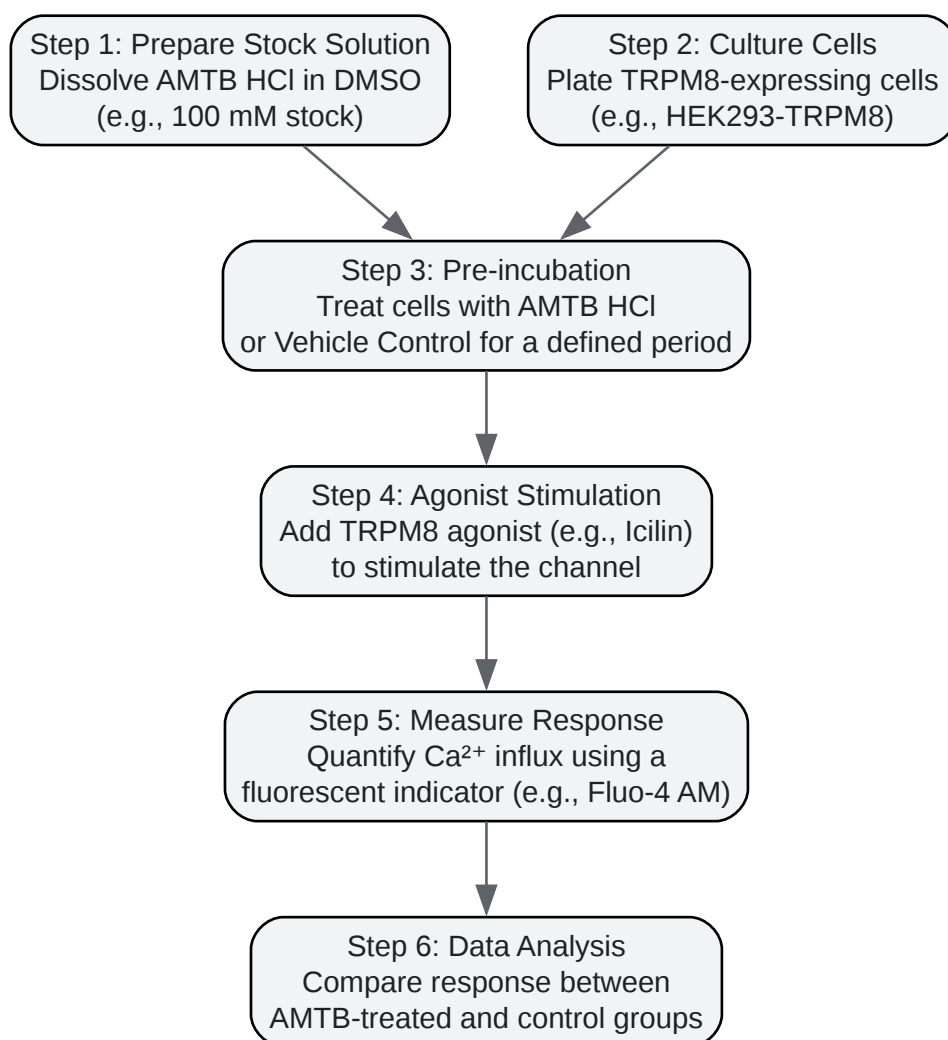 Step 1: Prepare Stock Solution
Dissolve AMTB HCl in DMSO
(e.g., 100 mM stock)
Step 2: Culture Cells
Plate TRPM8-expressing cells
(e.g., HEK293-TRPM8)
Step 3: Pre-incubation
Treat cells with AMTB HCl
or Vehicle Control for a defined period
Step 4: Agonist Stimulation
Add TRPM8 agonist (e.g., Icilin)
to stimulate the channel
Step 5: Measure Response
Quantify Ca²⁺ influx using a
fluorescent indicator (e.g., Fluo-4 AM)
Step 6: Data Analysis
Compare response between
AMTB-treated and control groups